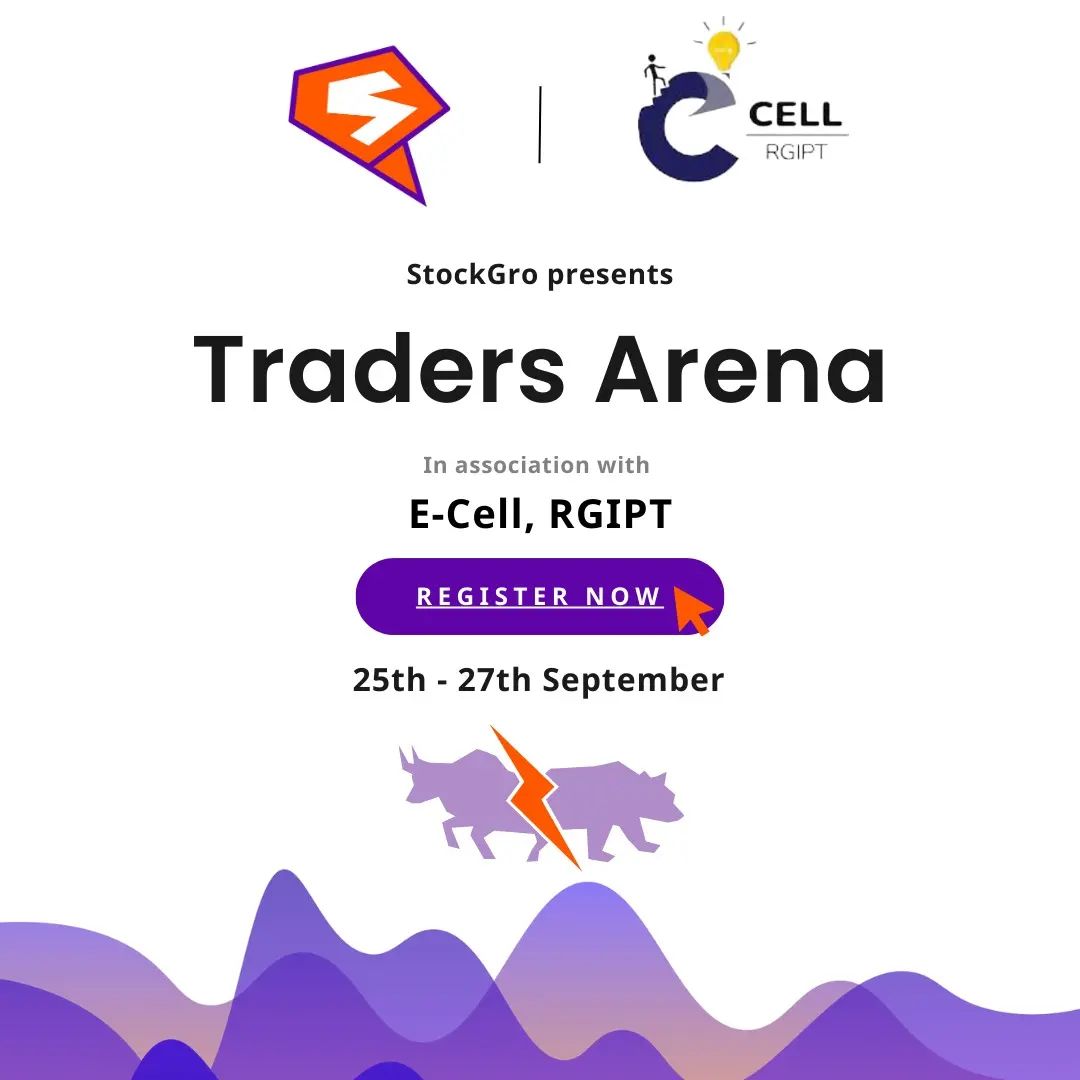 CELL
RGIPT
StockGro presents
Traders Arena
In association with
E-Cell, RGIPT
REGISTER NOW
25th - 27th September